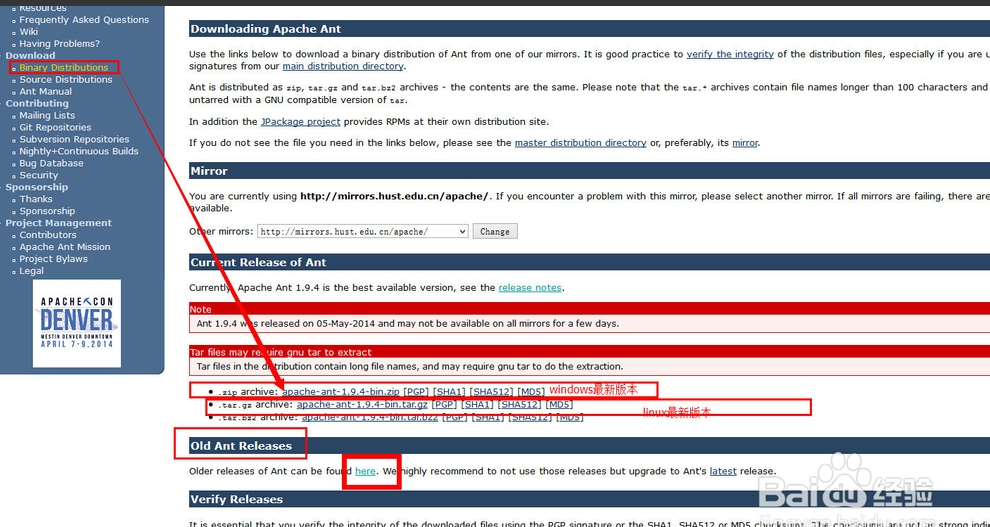 Resources
Frequently Asked Questions
Wiki
Having Problems?
Download
Binary Distributions
Source Distributions
Ant Manual
Contributing
Mailing Lists
Git Repositories
Subversion Repositories
Nightly+Continuous Builds
Bug Database
Security
Sponsorship
Thanks
Sponsorship
Project Management
Contributors
Apache Ant Mission
Project Bylaws
Legal
APACHE CON
DENVER
WESTIN DENVER DOWNTOWN
APRIL 7-9,2014
Downloading Apache Ant
Use the links below to download a binary distribution of Ant from one of our mirrors. It is good practice to verify the integrity of the distribution files, especially if you are u
signatures from our main distribution directory.
Ant is distributed as zip, tar.gz and tar.bz2 archives - the contents are the same. Please note that the tar.* archives contain file names longer than 100 characters and
untarred with a GNU compatible version of tar.
In addition the JPackage project provides RPMs at their own distribution site.
If you do not see the file you need in the links below, please see the master distribution directory or, preferably, its mirror.
Mirror
You are currently using http://mirrors.hust.edu.cn/apache/. If you encounter a problem with this mirror, please select another mirror. If all mirrors are failing, there are
available.
Other mirrors: http://mirrors.hust.edu.cn/apache/ Change
Current Release of Ant
Currently, Apache Ant 1.9.4 is the best available version, see the release notes.
Note
Ant 1.9.4 was released on 05-May-2014 and may not be available on all mirrors for a few days.
Tar files may require gnu tar to extract
Tar files in the distribution contain long file names, and may require gnu tar to do the extraction.
.zip archive: apache-ant-1.9.4-bin.zip [PGP] [SHA1] [SHA512] [MD5] windows最新版本
.tar.gz archive: apache-ant-1.9.4-bin.tar.gz [PGP] [SHA1] [SHA512] [MD5] linux最新版本
.tar.bz2 archive: apache-ant-1.9.4-bin.tar.bz2 [PGP] [SHA1] [SHA512] [MD5]
Old Ant Releases
Older releases of Ant can be found here. We highly recommend to not use those releases but upgrade to Ant's latest release.
Verify Releases
It is essential that you verify the integrity of the downloaded files using the PGP signature or the SHA1, SHA512 or MD5 checksums. The checksums are not as strong indi
Baidu 经验